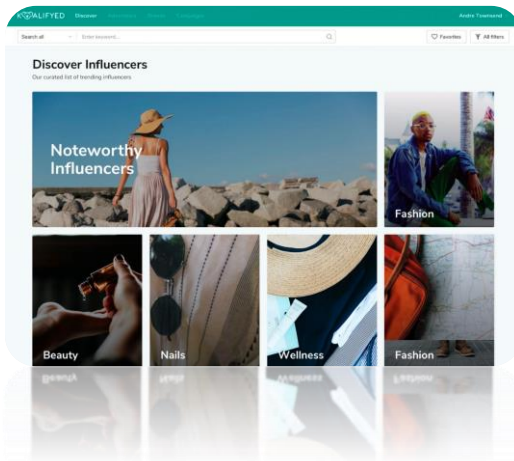 KWALIFYED Discover
Andre Townsend
Search all Enter keyword... Favorites All filters
Discover Influencers
Our curated list of trending influencers.
Noteworthy
Influencers
Fashion
Beauty
Nails
Wellness
Fashion